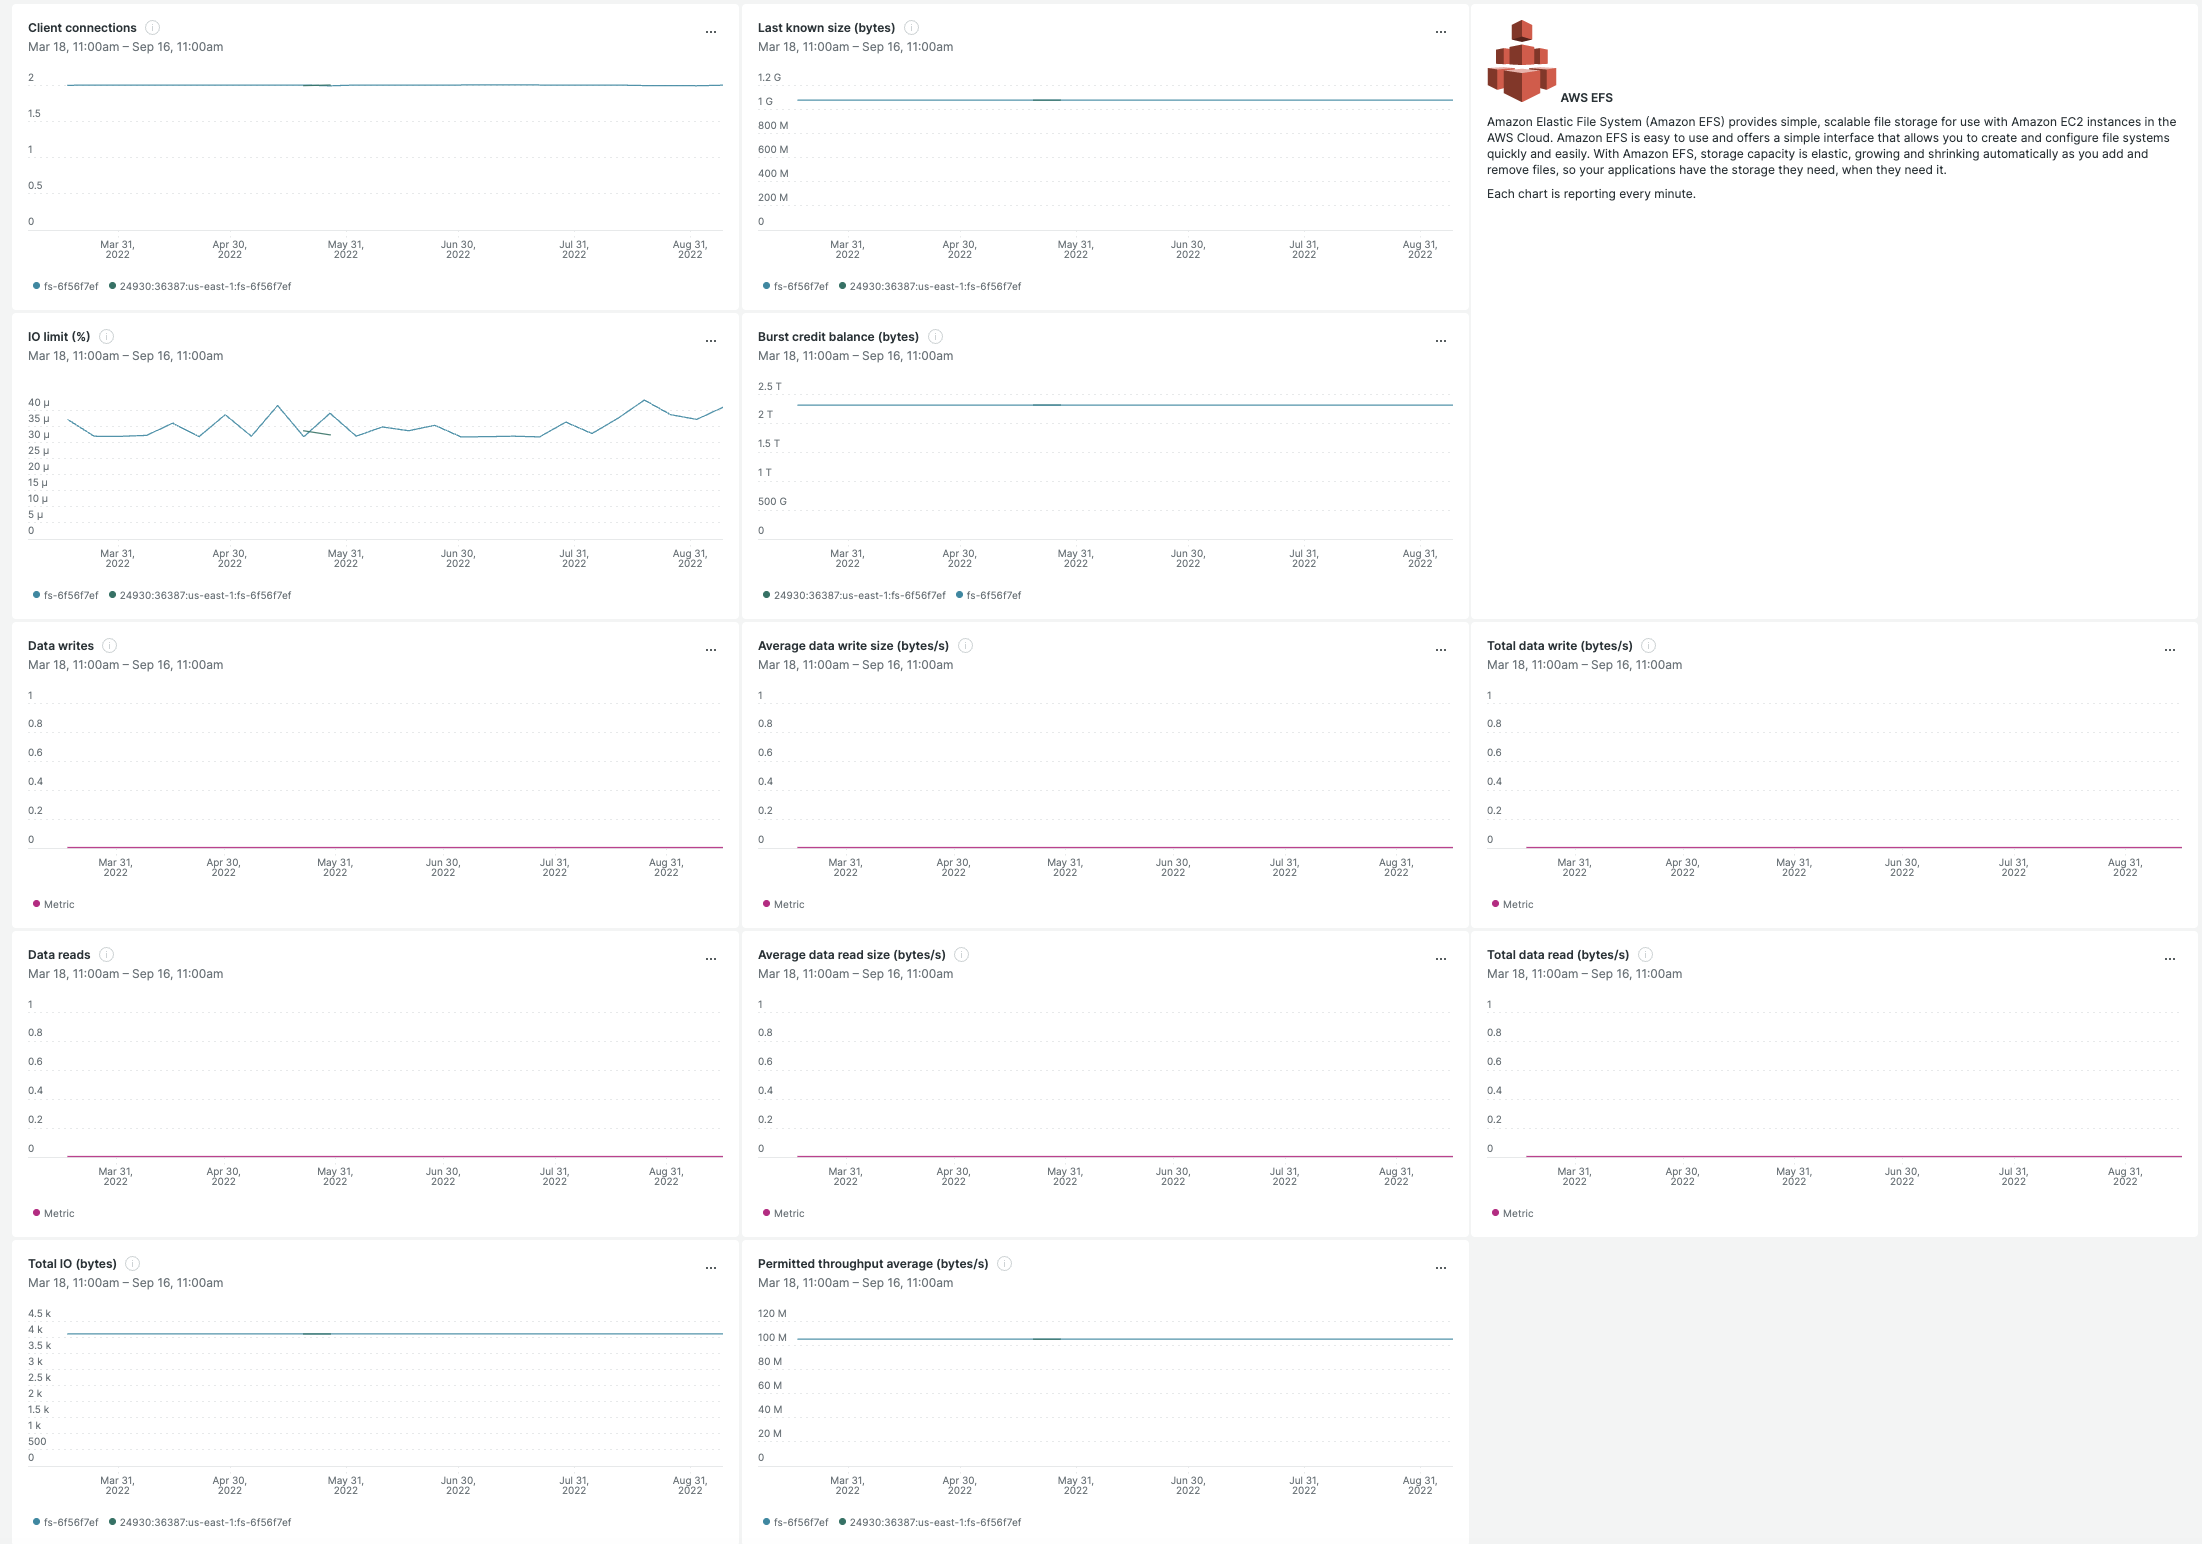 Client connections
Mar 18, 11:00am – Sep 16, 11:00am
...
2
1.5
1
0.5
0
Mar 31,
2022
Apr 30,
2022
May 31,
2022
Jun 30,
2022
Jul 31,
2022
Aug 31,
2022
fs-6f56f7ef
24930:36387:us-east-1:fs-6f56f7ef
Last known size (bytes)
Mar 18, 11:00am – Sep 16, 11:00am
...
1.2 G
1 G
800 M
600 M
400 M
200 M
0
Mar 31,
2022
Apr 30,
2022
May 31,
2022
Jun 30,
2022
Jul 31,
2022
Aug 31,
2022
fs-6f56f7ef
24930:36387:us-east-1:fs-6f56f7ef
AWS EFS
Amazon Elastic File System (Amazon EFS) provides simple, scalable file storage for use with Amazon EC2 instances in the
AWS Cloud. Amazon EFS is easy to use and offers a simple interface that allows you to create and configure file systems
quickly and easily. With Amazon EFS, storage capacity is elastic, growing and shrinking automatically as you add and
remove files, so your applications have the storage they need, when they need it.
Each chart is reporting every minute.
IO limit (%)
Mar 18, 11:00am – Sep 16, 11:00am
...
40 µ
35 µ
30 µ
25 µ
20 µ
15 µ
10 µ
5 µ
0
Mar 31,
2022
Apr 30,
2022
May 31,
2022
Jun 30,
2022
Jul 31,
2022
Aug 31,
2022
fs-6f56f7ef
24930:36387:us-east-1:fs-6f56f7ef
Burst credit balance (bytes)
Mar 18, 11:00am – Sep 16, 11:00am
...
2.5 T
2 T
1.5 T
1 T
500 G
0
Mar 31,
2022
Apr 30,
2022
May 31,
2022
Jun 30,
2022
Jul 31,
2022
Aug 31,
2022
24930:36387:us-east-1:fs-6f56f7ef
fs-6f56f7ef
Data writes
Mar 18, 11:00am – Sep 16, 11:00am
...
1
0.8
0.6
0.4
0.2
0
Mar 31,
2022
Apr 30,
2022
May 31,
2022
Jun 30,
2022
Jul 31,
2022
Aug 31,
2022
Metric
Average data write size (bytes/s)
Mar 18, 11:00am – Sep 16, 11:00am
...
1
0.8
0.6
0.4
0.2
0
Mar 31,
2022
Apr 30,
2022
May 31,
2022
Jun 30,
2022
Jul 31,
2022
Aug 31,
2022
Metric
Total data write (bytes/s)
Mar 18, 11:00am – Sep 16, 11:00am
...
1
0.8
0.6
0.4
0.2
0
Mar 31,
2022
Apr 30,
2022
May 31,
2022
Jun 30,
2022
Jul 31,
2022
Aug 31,
2022
Metric
Data reads
Mar 18, 11:00am – Sep 16, 11:00am
...
1
0.8
0.6
0.4
0.2
0
Mar 31,
2022
Apr 30,
2022
May 31,
2022
Jun 30,
2022
Jul 31,
2022
Aug 31,
2022
Metric
Average data read size (bytes/s)
Mar 18, 11:00am – Sep 16, 11:00am
...
1
0.8
0.6
0.4
0.2
0
Mar 31,
2022
Apr 30,
2022
May 31,
2022
Jun 30,
2022
Jul 31,
2022
Aug 31,
2022
Metric
Total data read (bytes/s)
Mar 18, 11:00am – Sep 16, 11:00am
...
1
0.8
0.6
0.4
0.2
0
Mar 31,
2022
Apr 30,
2022
May 31,
2022
Jun 30,
2022
Jul 31,
2022
Aug 31,
2022
Metric
Total IO (bytes)
Mar 18, 11:00am – Sep 16, 11:00am
...
4.5 k
4 k
3.5 k
3 k
2.5 k
2 k
1.5 k
1 k
500
0
Mar 31,
2022
Apr 30,
2022
May 31,
2022
Jun 30,
2022
Jul 31,
2022
Aug 31,
2022
fs-6f56f7ef
24930:36387:us-east-1:fs-6f56f7ef
Permitted throughput average (bytes/s)
Mar 18, 11:00am – Sep 16, 11:00am
...
120 M
100 M
80 M
60 M
40 M
20 M
0
Mar 31,
2022
Apr 30,
2022
May 31,
2022
Jun 30,
2022
Jul 31,
2022
Aug 31,
2022
fs-6f56f7ef
24930:36387:us-east-1:fs-6f56f7ef